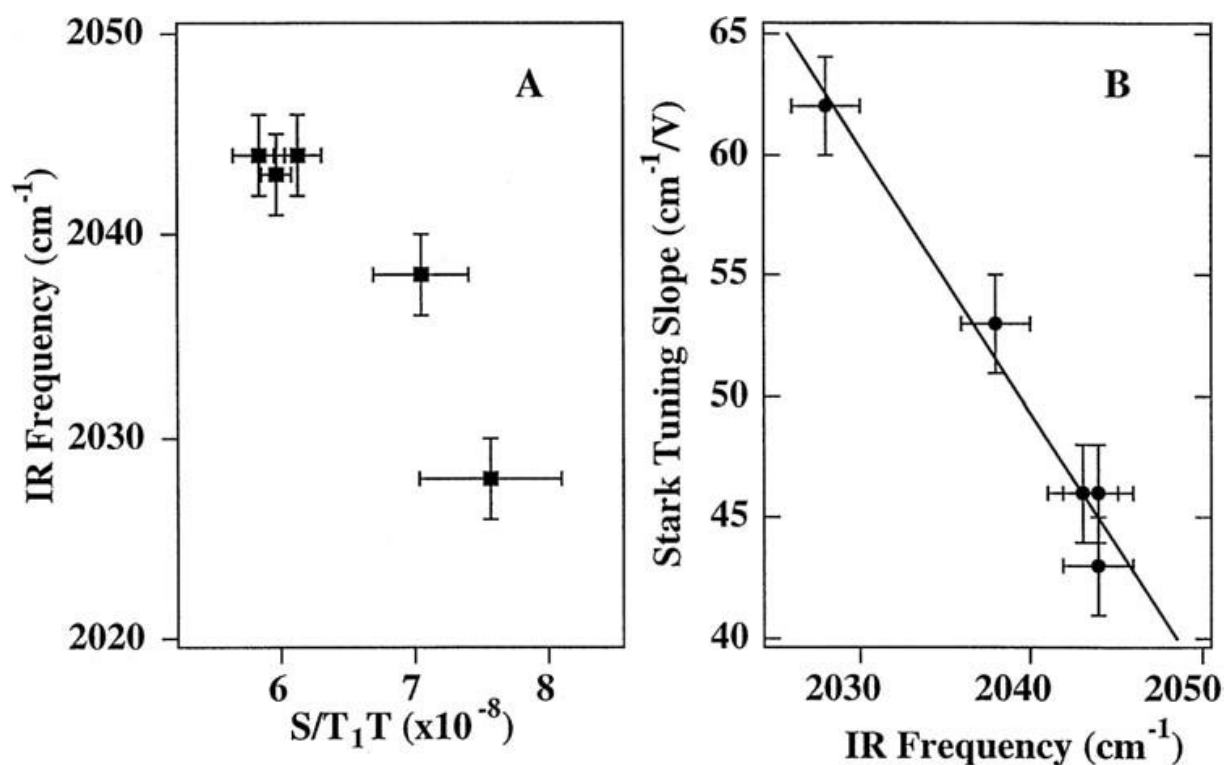 2050
2040
2030
2020
IR Frequency (cm⁻¹)
A
6
7
8
S/T₁T (x10⁻⁸)
65
60
55
50
45
40
Stark Tuning Slope (cm⁻¹/V)
B
2030
2040
2050
IR Frequency (cm⁻¹)